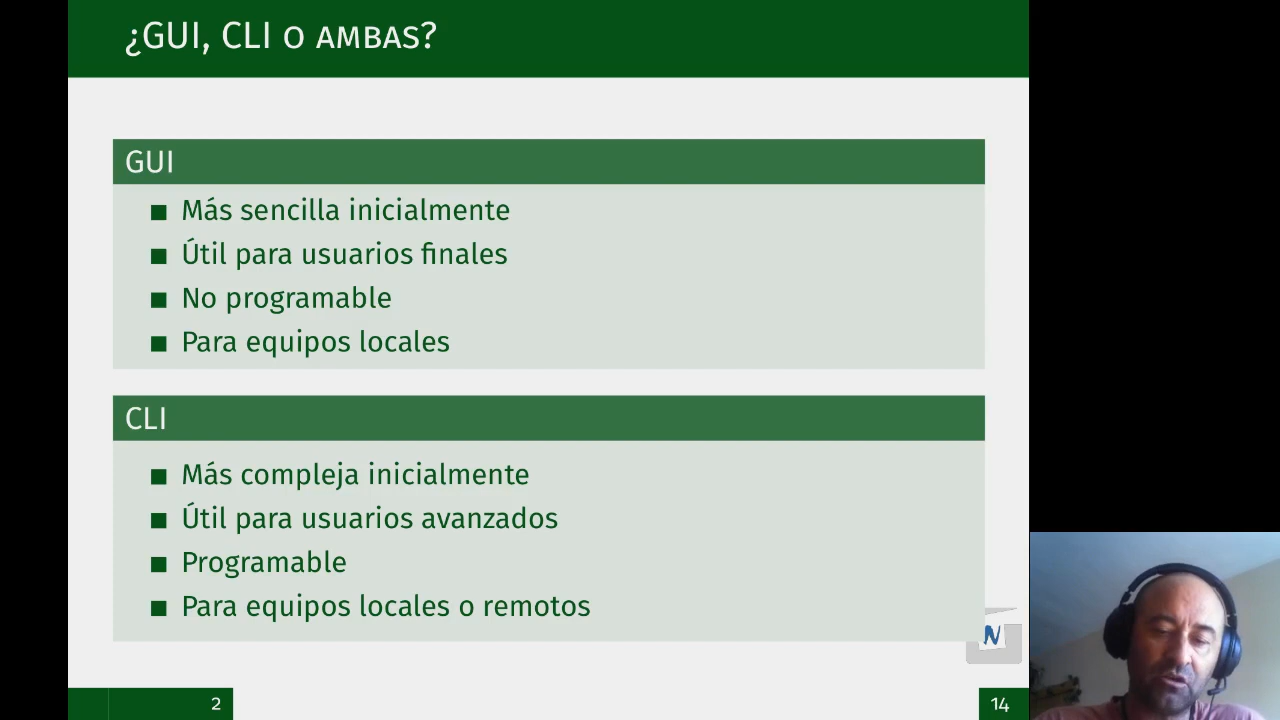 ¿GUI, CLI O AMBAS?
GUI
Más sencilla inicialmente
Útil para usuarios finales
No programable
Para equipos locales
CLI
Más compleja inicialmente
Útil para usuarios avanzados
Programable
Para equipos locales o remotos
N
2
14